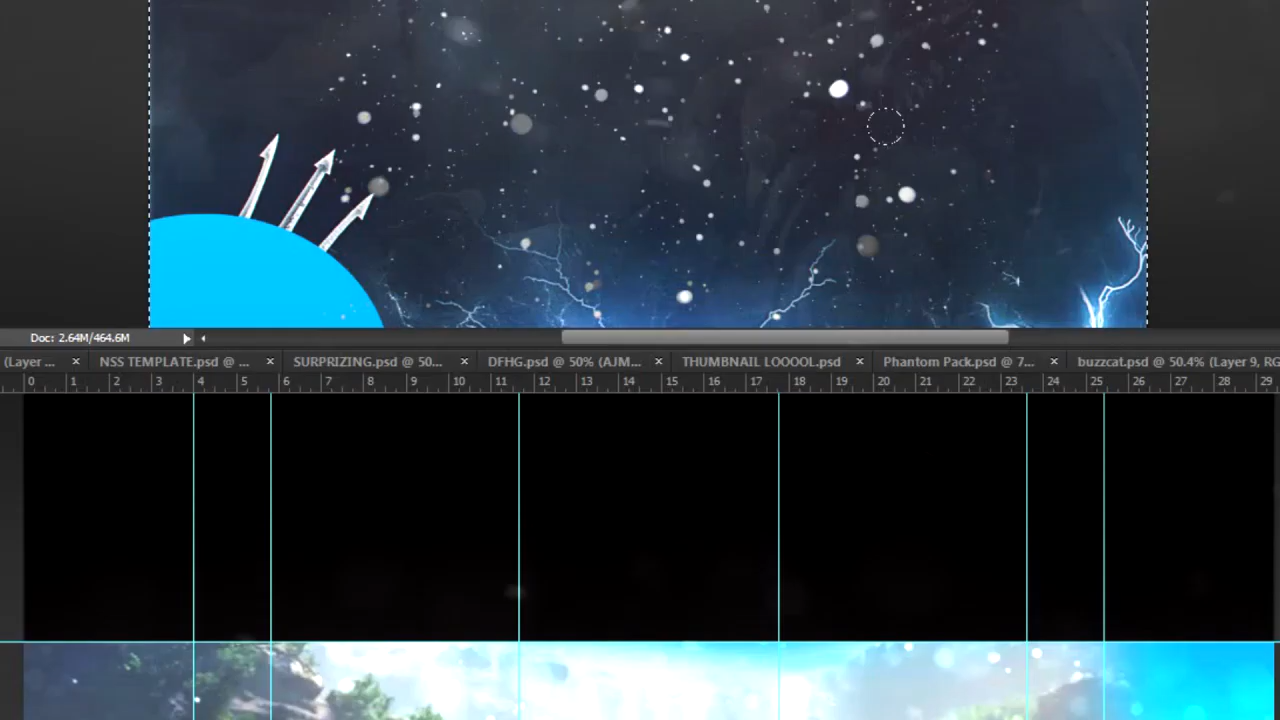 Doc: 2.64M/464.6M
(Layer ... × NSS TEMPLATE.psd @ ... × SURPRIZING.psd @ 50... × DFHG.psd @ 50% (AJM... × THUMBNAIL LOOOOL.psd × Phantom Pack.psd @ 7... × buzzcat.psd @ 50.4% (Layer 9, RG
0 1 2 3 4 5 6 7 8 9 10 11 12 13 14 15 16 17 18 19 20 21 22 23 24 25 26 27 28 29